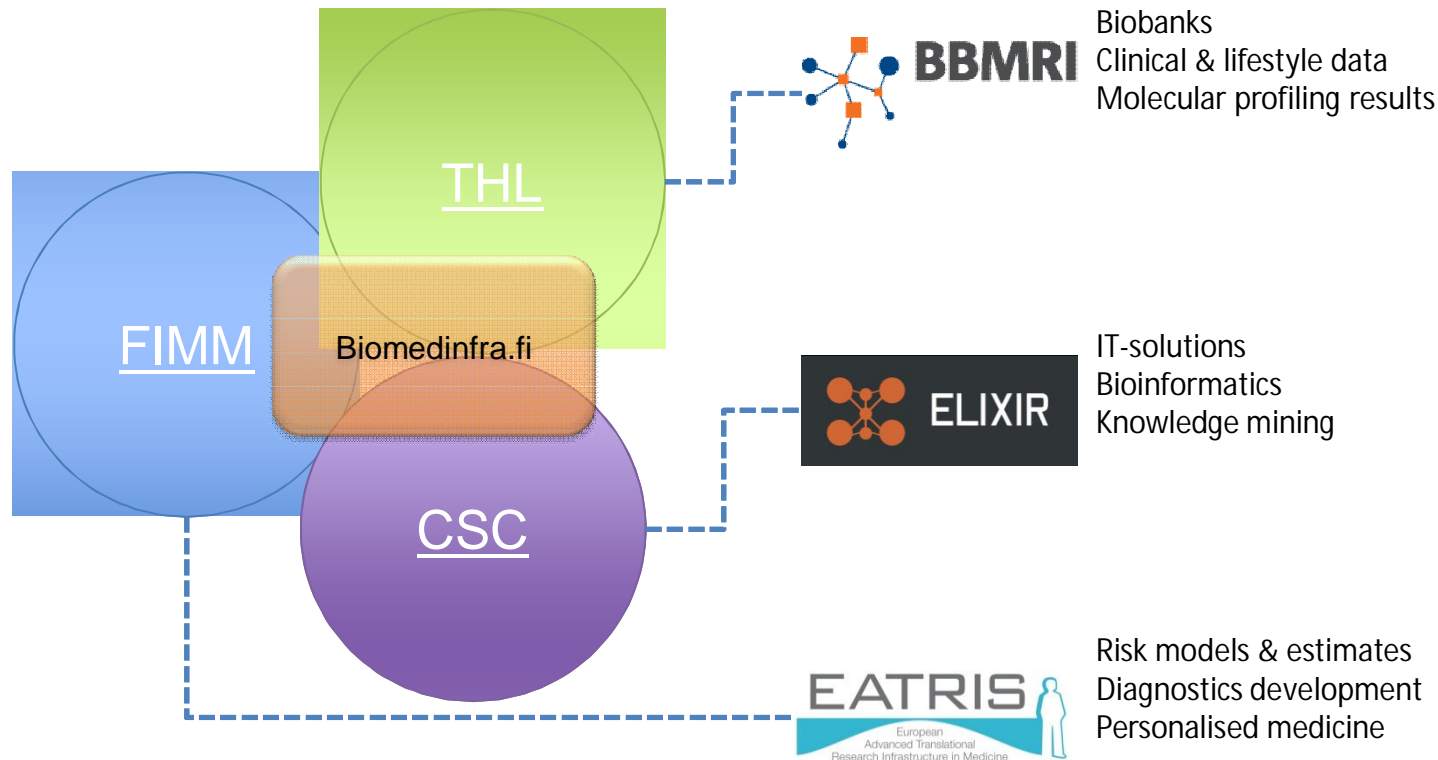 THL
FIMM
Biomedinfra.fi
CSC
BBMRI
Biobanks
Clinical & lifestyle data
Molecular profiling results
ELIXIR
IT-solutions
Bioinformatics
Knowledge mining
EATRIS
European
Advanced Translational
Research Infrastructure in Medicine
Risk models & estimates
Diagnostics development
Personalised medicine